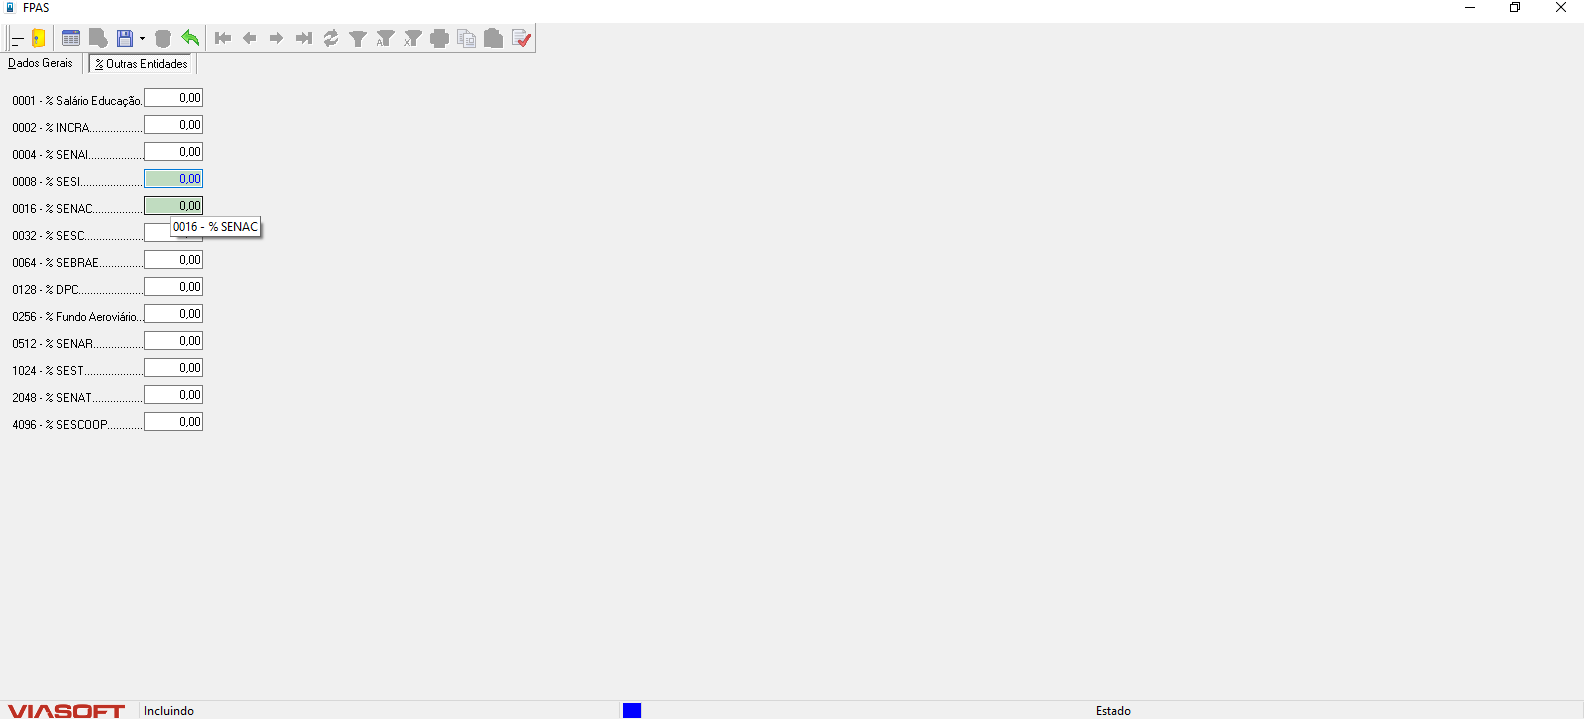 FPAS
Dados Gerais % Outras Entidades
0001 - % Salário Educação. 0,00
0002 - % INCRA.................. 0,00
0004 - % SENAI................... 0,00
0008 - % SESI..................... 0,00
0016 - % SENAC................. 0,00
0016 - % SENAC
0032 - % SESC....................
0064 - % SEBRAE............... 0,00
0128 - % DPC...................... 0,00
0256 - % Fundo Aeroviário... 0,00
0512 - % SENAR................. 0,00
1024 - % SEST.................... 0,00
2048 - % SENAT................. 0,00
4096 - % SESCOOP............ 0,00
VIASOFT Incluindo Estado